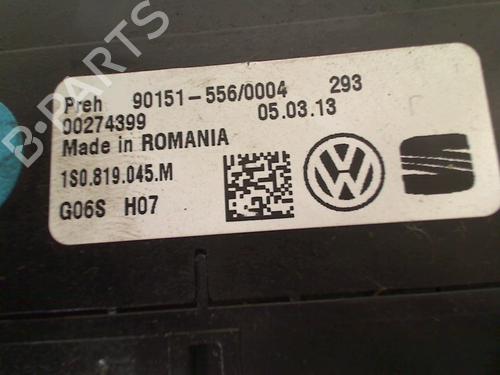 B-PARTS
Preh 90151-556/0004 293
00274399 05.03.13
Made in ROMANIA
1S0.819.045.M
G06S H07